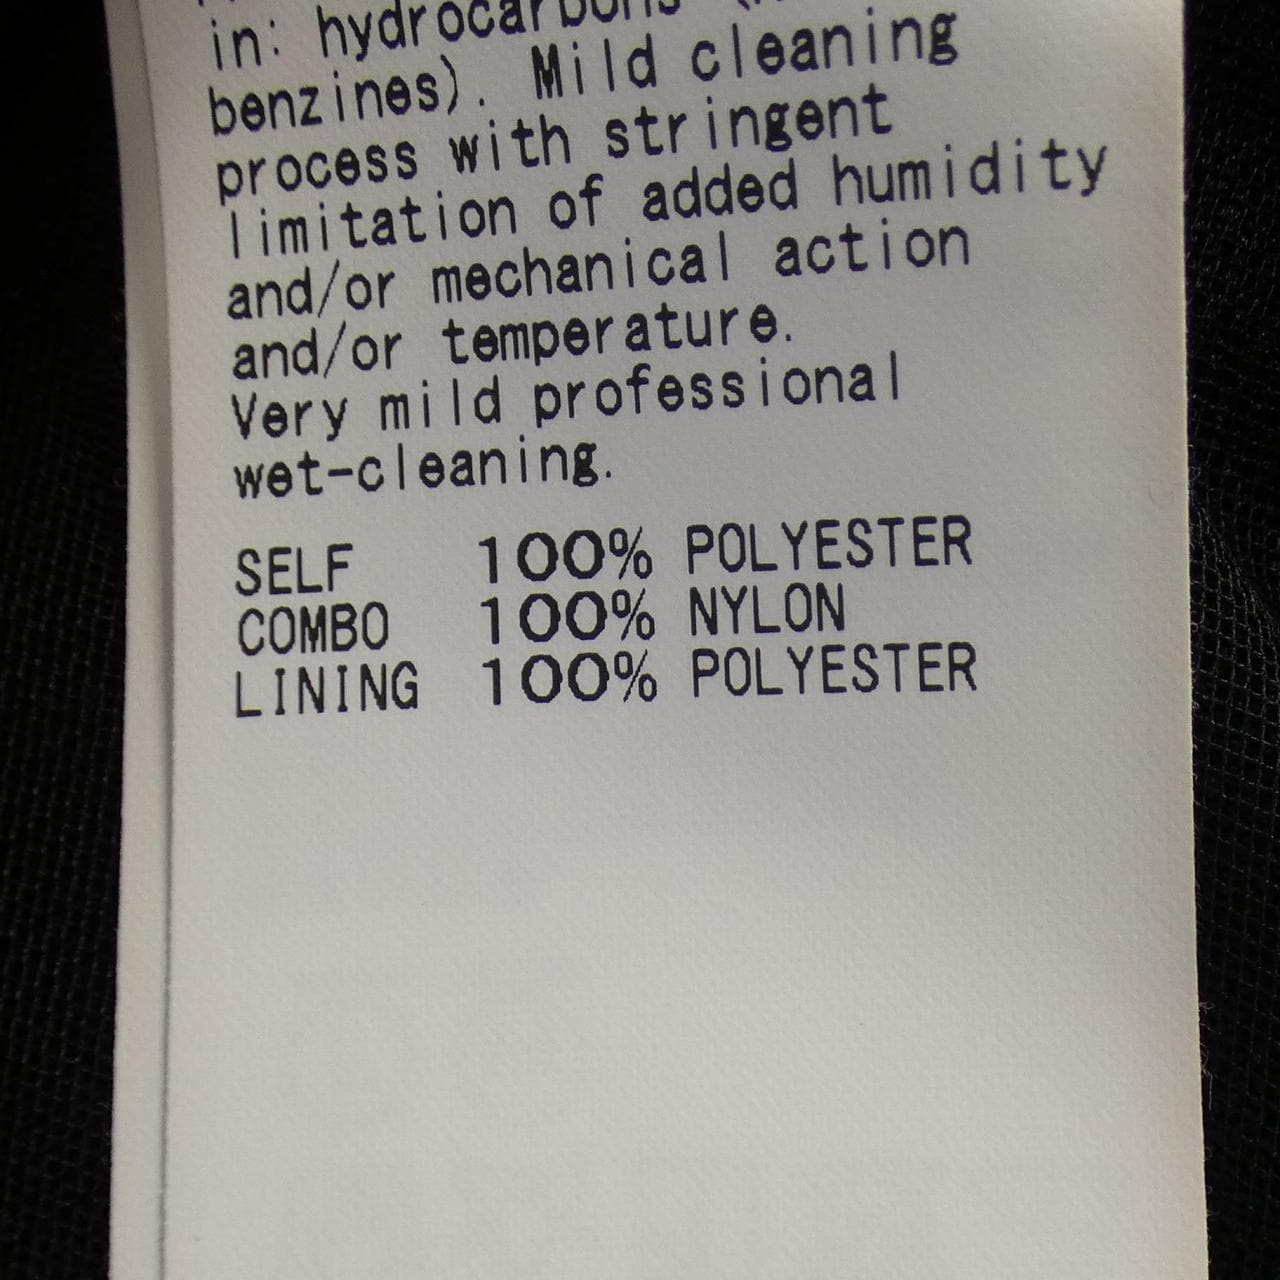 in: hydrocarbons
benzines). Mild cleaning
process with stringent
limitation of added humidity
and/or mechanical action
and/or temperature.
Very mild professional
wet-cleaning.
SELF 100% POLYESTER
COMBO 100% NYLON
LINING 100% POLYESTER